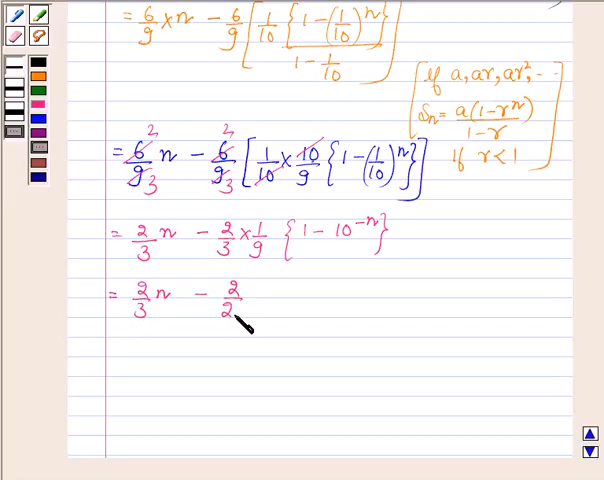 = 6/9 × n - 6/9 [ 1/10 { 1 - (1/10)^n } / 1 - 1/10 ]
[ If a, ar, ar², - - -
Sn = a(1-r^n) / 1-r
if r < 1 ]
= 6/9 2/3 n - 6/9 2/3 [ 1/10 × 10/9 { 1 - (1/10)^n } ]
= 2/3 n - 2/3 × 1/9 { 1 - 10^-n }
= 2/3 n - 2/2